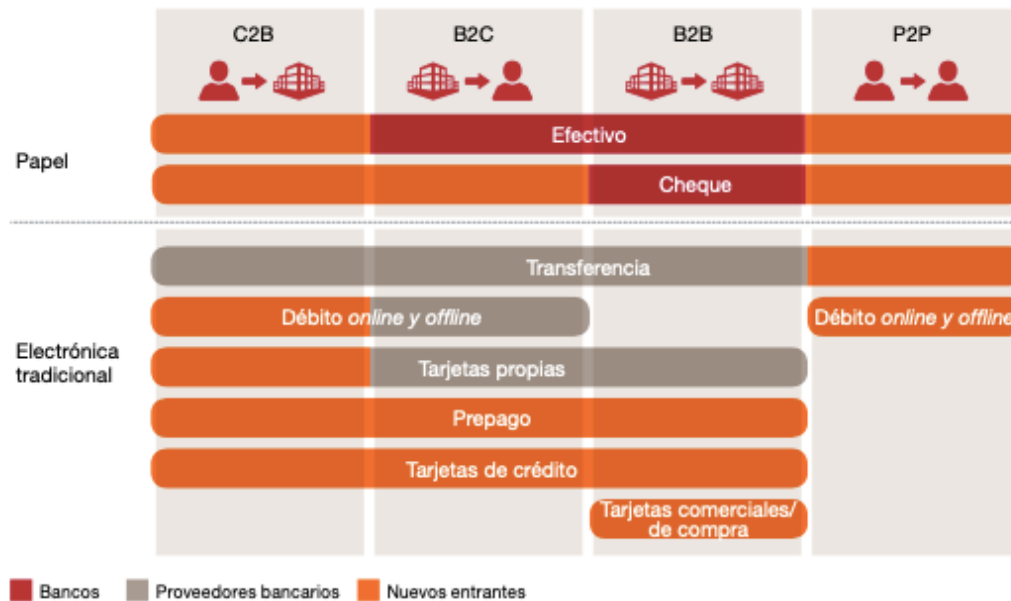 C2B
B2C
B2B
P2P
Papel
Efectivo
Cheque
Electrónica
tradicional
Transferencia
Débito online y offline
Débito online y offline
Tarjetas propias
Prepago
Tarjetas de crédito
Tarjetas comerciales/
de compra
Bancos
Proveedores bancarios
Nuevos entrantes